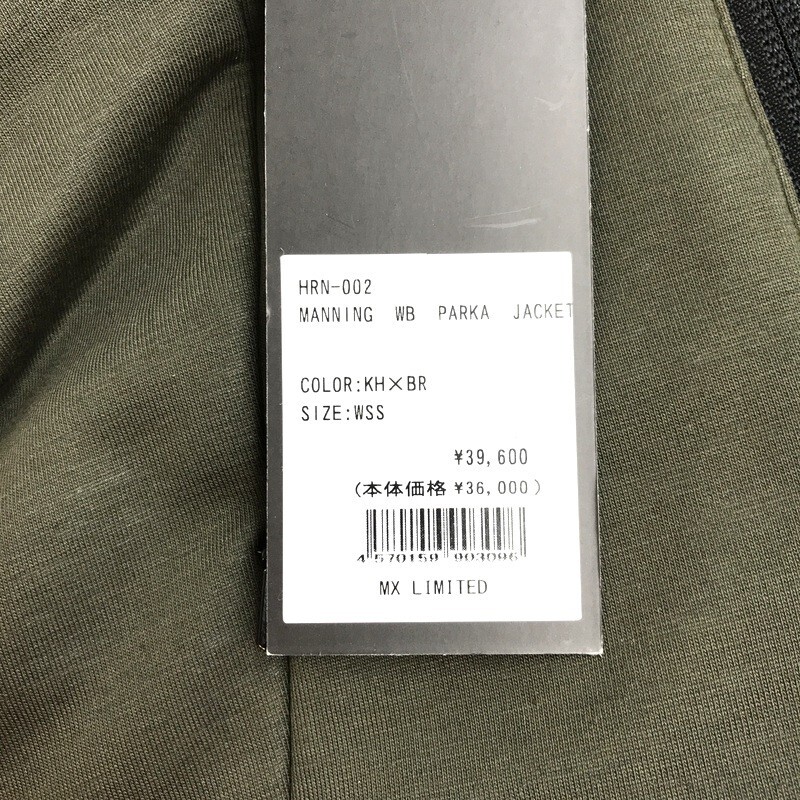 HRN-002
MANNING WB PARKA JACKET
COLOR:KH×BR
SIZE:WSS
¥39,600
(本体価格 ¥36,000)
4 570159 903096
MX LIMITED